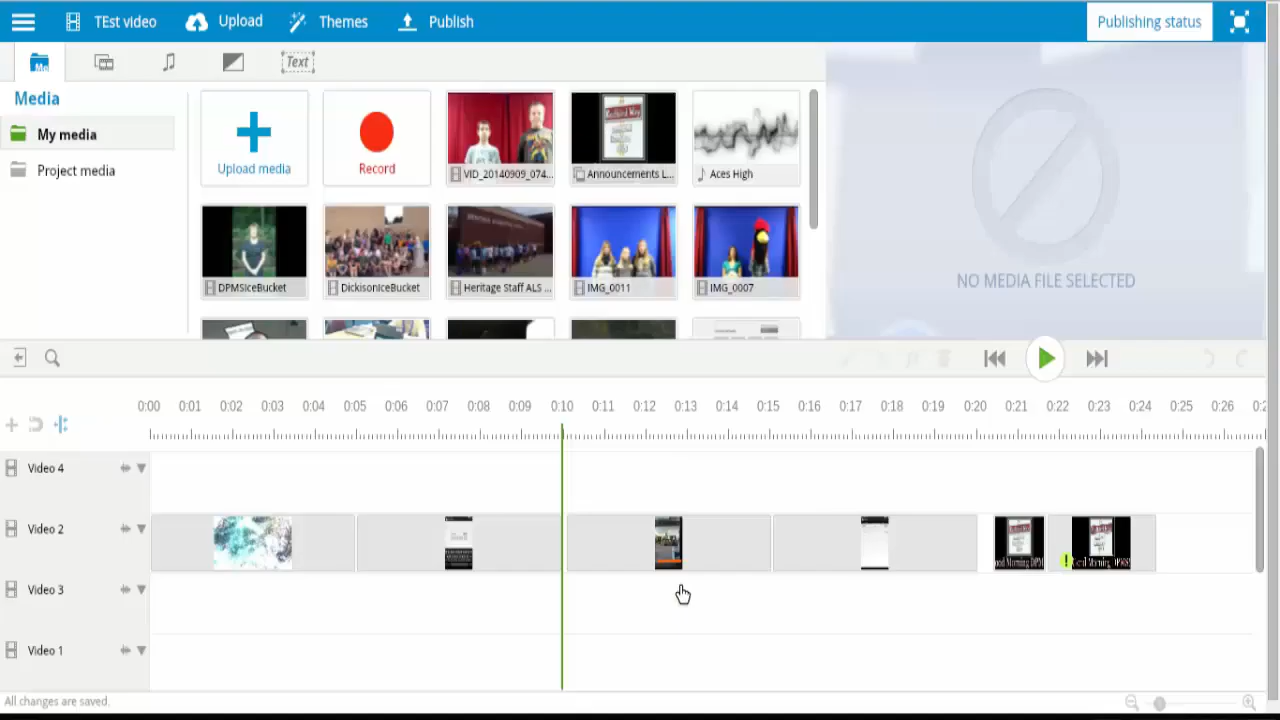 TEst video Upload Themes Publish Publishing status
Text
Media
My media
Project media
Upload media
Record
VID_20140909_074...
Announcements L...
Aces High
DPMSIceBucket
DickisonIceBucket
Heritage Staff ALS ...
IMG_0011
IMG_0007
NO MEDIA FILE SELECTED
0:00 0:01 0:02 0:03 0:04 0:05 0:06 0:07 0:08 0:09 0:10 0:11 0:12 0:13 0:14 0:15 0:16 0:17 0:18 0:19 0:20 0:21 0:22 0:23 0:24 0:25 0:26
Video 4
Video 2
Video 3
Video 1
All changes are saved.